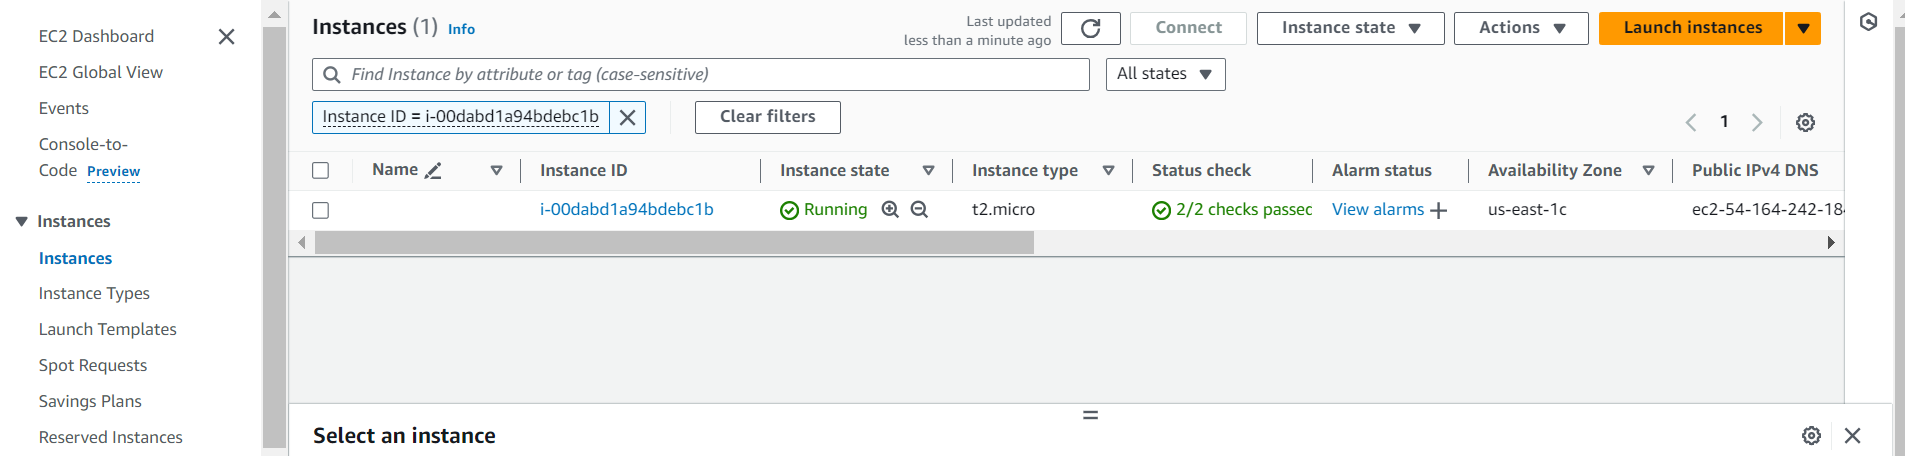 EC2 Dashboard
EC2 Global View
Events
Console-to-
Code Preview
Instances
Instances
Instance Types
Launch Templates
Spot Requests
Savings Plans
Reserved Instances
Instances (1) Info
Last updated
less than a minute ago
Connect
Instance state
Actions
Launch instances
Find Instance by attribute or tag (case-sensitive)
All states
Instance ID = i-00dabd1a94bdebc1b
Clear filters
1
Name Instance ID Instance state Instance type Status check Alarm status Availability Zone Public IPv4 DNS
i-00dabd1a94bdebc1b Running t2.micro 2/2 checks passed View alarms us-east-1c ec2-54-164-242-184
Select an instance